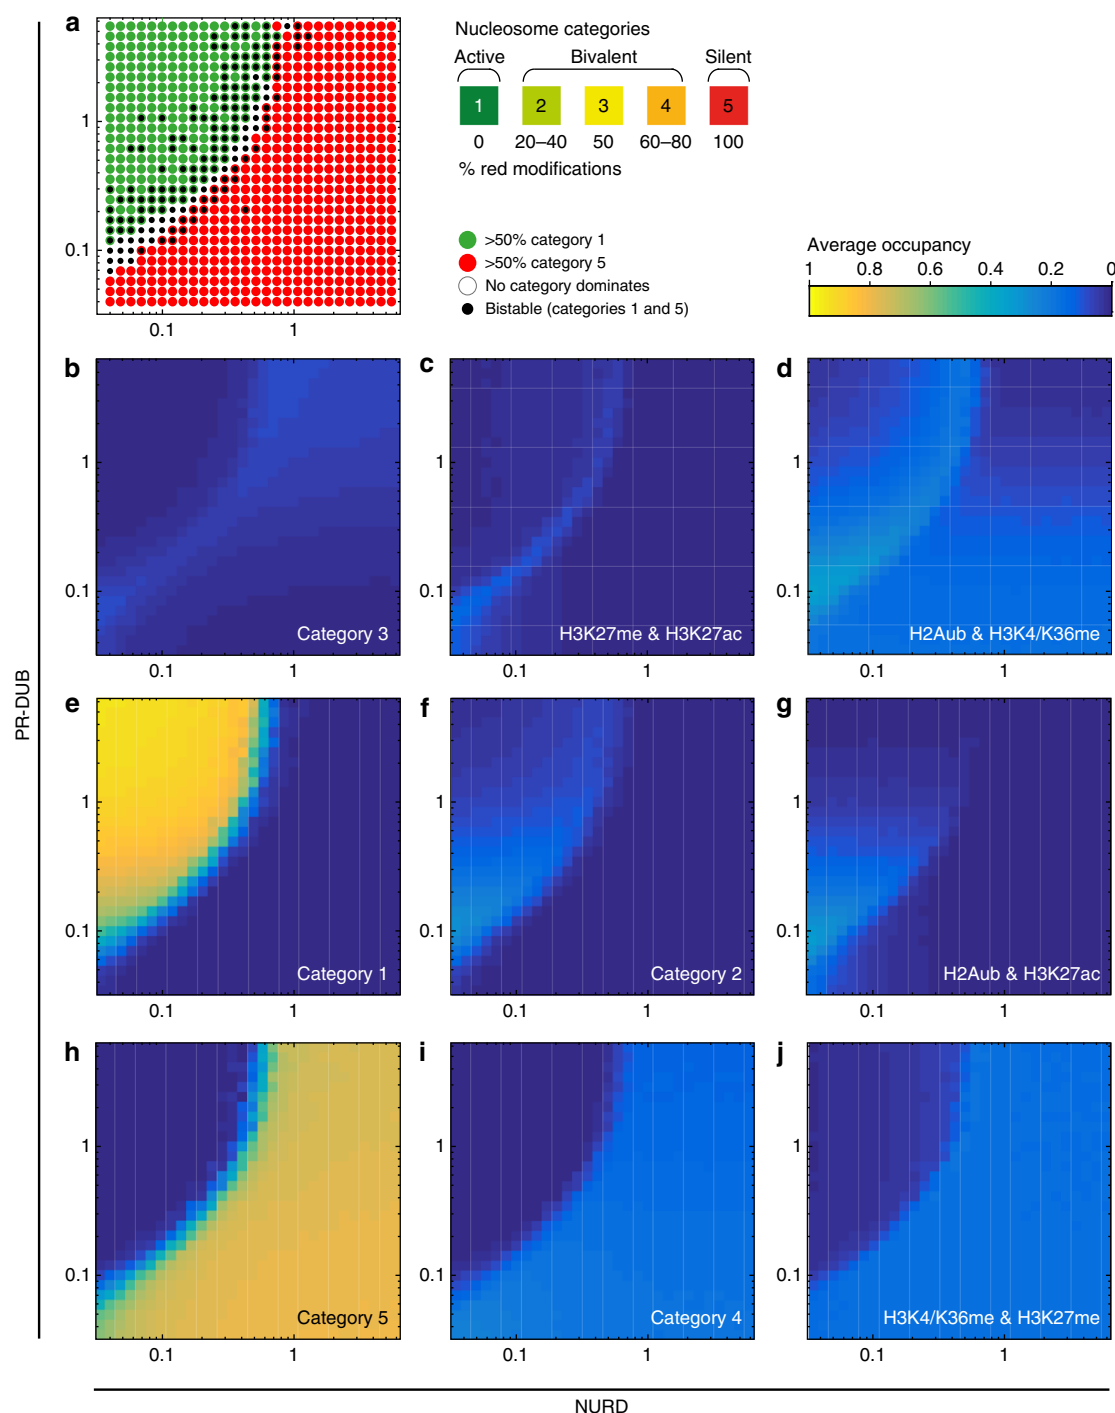 a
1
0.1
0.1
1
Nucleosome categories
Active
Bivalent
Silent
1
2
3
4
5
0
20–40
50
60–80
100
% red modifications
>50% category 1
>50% category 5
No category dominates
Bistable (categories 1 and 5)
Average occupancy
1
0.8
0.6
0.4
0.2
0
PR-DUB
b
1
0.1
Category 3
0.1
1
c
1
0.1
H3K27me & H3K27ac
0.1
1
d
1
0.1
H2Aub & H3K4/K36me
0.1
1
e
1
0.1
Category 1
0.1
1
f
1
0.1
Category 2
0.1
1
g
1
0.1
H2Aub & H3K27ac
0.1
1
h
1
0.1
Category 5
0.1
1
i
1
0.1
Category 4
0.1
1
j
1
0.1
H3K4/K36me & H3K27me
0.1
1
NURD